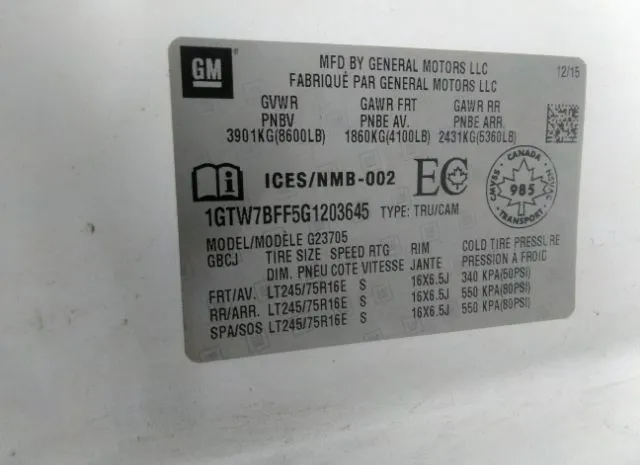 GM
MFD BY GENERAL MOTORS LLC
12/15
FABRIQUÉ PAR GENERAL MOTORS LLC
GVWR GAWR FRT GAWR RR
PNBV PNBE AV. PNBE ARR.
3901KG(8600LB) 1860KG(4100LB) 2431KG(5360LB)
ICES/NMB-002 EC
CANADA CMVSS NSVAC 985 TRANSPORT
1GTW7BFF5G1203645 TYPE: TRU/CAM
MODEL/MODÈLE G23705
GBCJ TIRE SIZE SPEED RTG RIM COLD TIRE PRESSURE
DIM. PNEU COTE VITESSE JANTE PRESSION À FROID
FRT/AV. LT245/75R16E S 16X6.5J 340 KPA(50PSI)
RR/ARR. LT245/75R16E S 16X6.5J 550 KPA(80PSI)
SPA/SOS LT245/75R16E S 16X6.5J 550 KPA(80PSI)